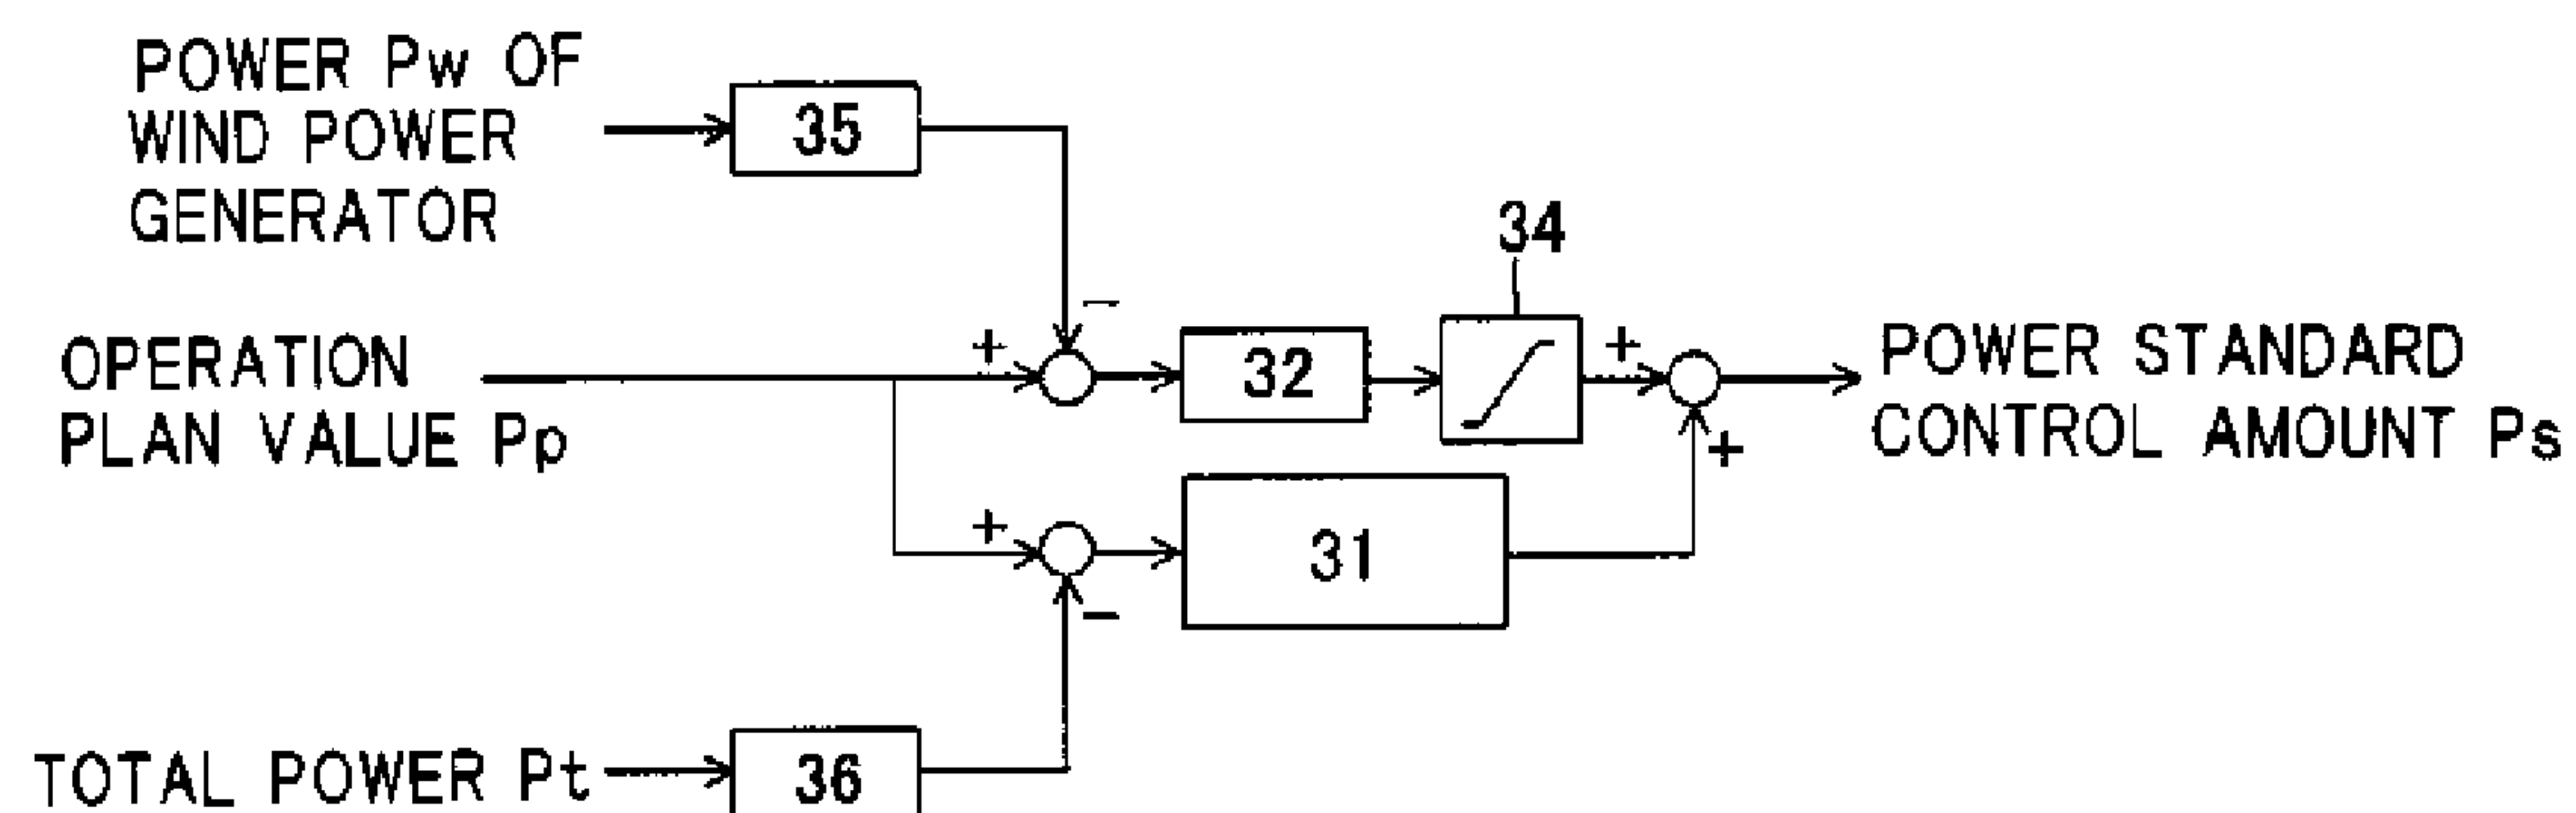 POWER Pw OF
WIND POWER
GENERATOR
35
34
−
+
OPERATION
PLAN VALUE Pp
32
+
POWER STANDARD
CONTROL AMOUNT Ps
+
+
31
−
TOTAL POWER Pt
36